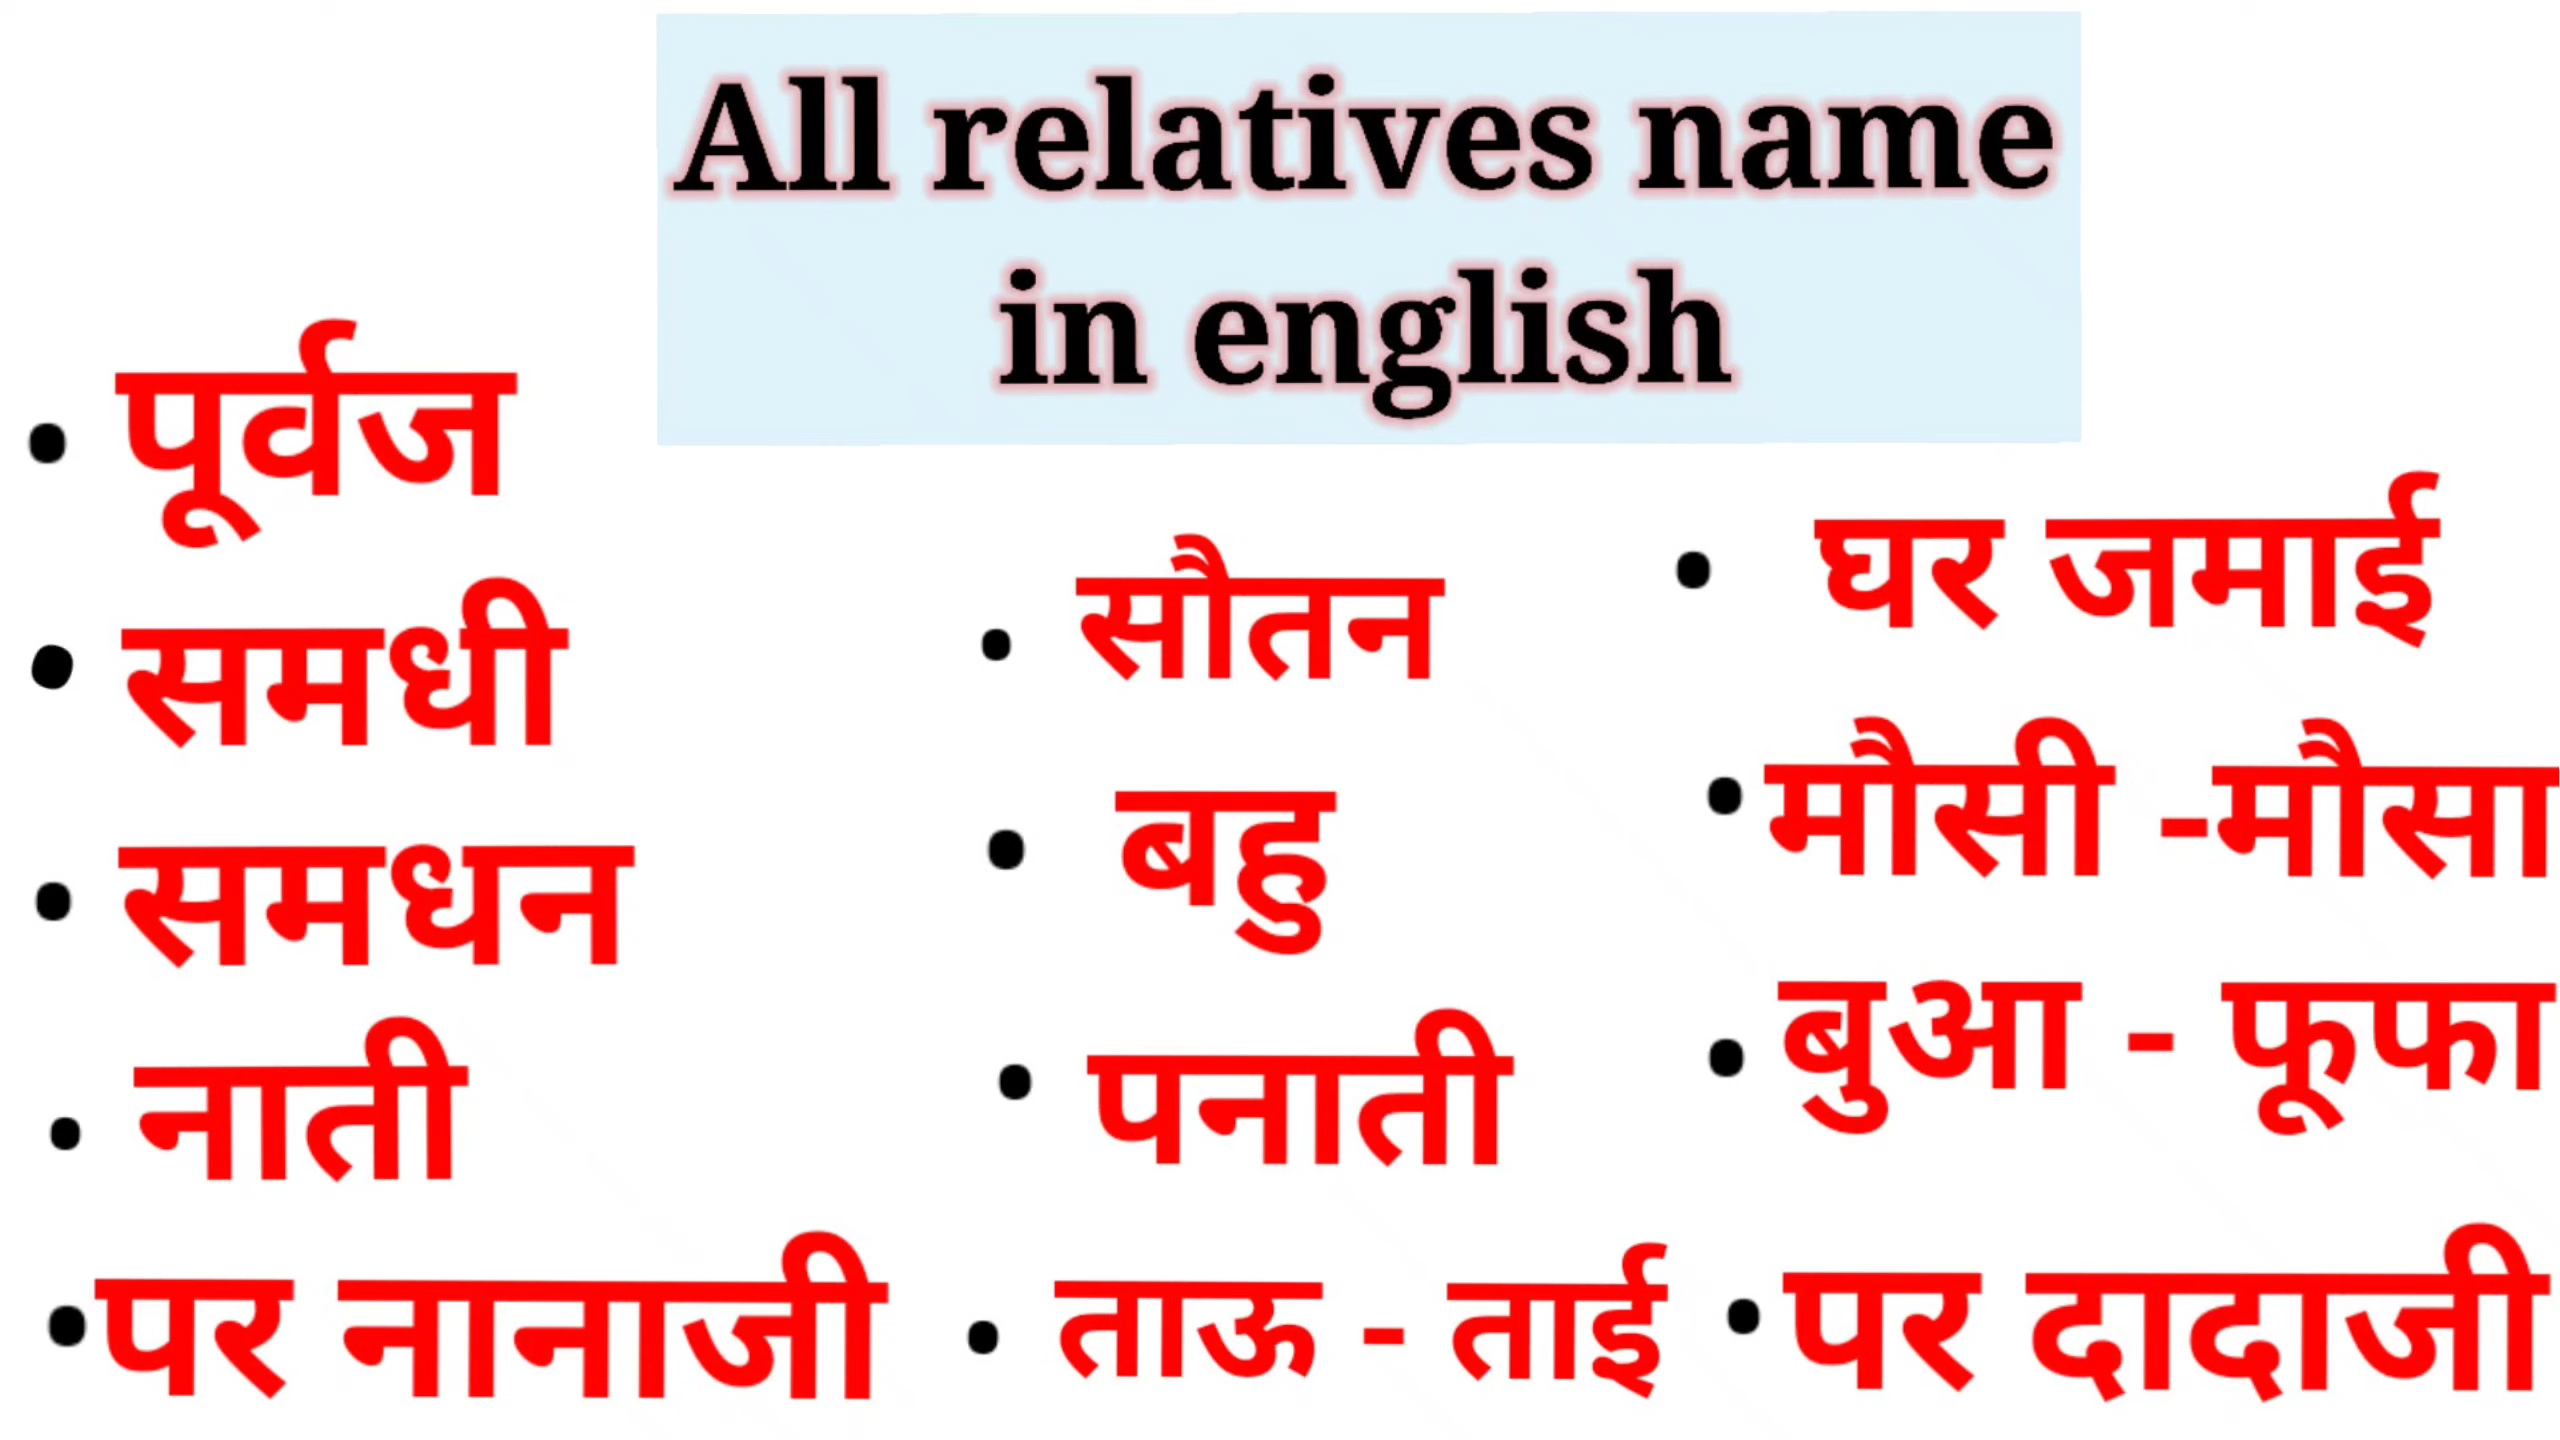 All relatives name
in english
• पूर्वज
• समधी
• समधन
• नाती
• पर नानाजी
• सौतन
• बहु
• पनाती
• ताऊ - ताई
• घर जमाई
• मौसी -मौसा
• बुआ - फूफा
• पर दादाजी